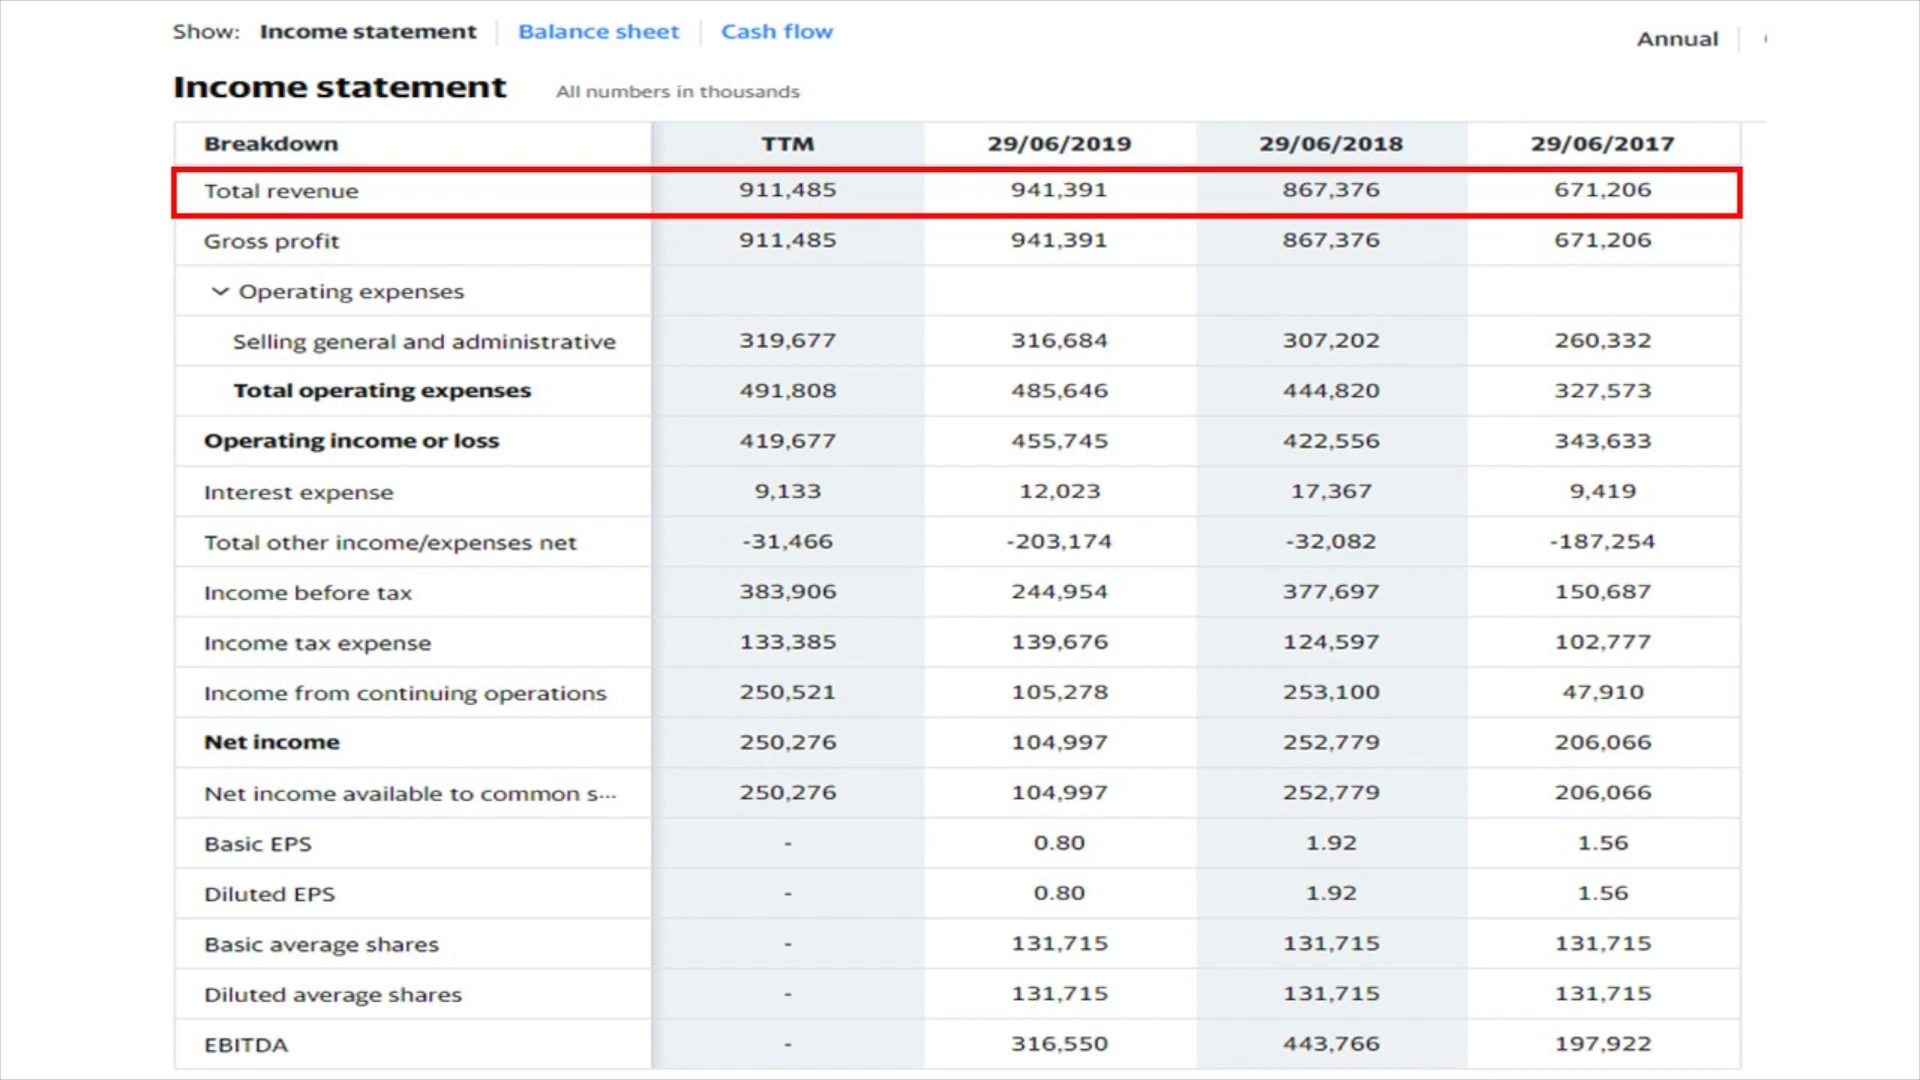 Show: Income statement Balance sheet Cash flow Annual
Income statement All numbers in thousands
Breakdown TTM 29/06/2019 29/06/2018 29/06/2017
Total revenue 911,485 941,391 867,376 671,206
Gross profit 911,485 941,391 867,376 671,206
Operating expenses
Selling general and administrative 319,677 316,684 307,202 260,332
Total operating expenses 491,808 485,646 444,820 327,573
Operating income or loss 419,677 455,745 422,556 343,633
Interest expense 9,133 12,023 17,367 9,419
Total other income/expenses net -31,466 -203,174 -32,082 -187,254
Income before tax 383,906 244,954 377,697 150,687
Income tax expense 133,385 139,676 124,597 102,777
Income from continuing operations 250,521 105,278 253,100 47,910
Net income 250,276 104,997 252,779 206,066
Net income available to common s... 250,276 104,997 252,779 206,066
Basic EPS - 0.80 1.92 1.56
Diluted EPS - 0.80 1.92 1.56
Basic average shares - 131,715 131,715 131,715
Diluted average shares - 131,715 131,715 131,715
EBITDA - 316,550 443,766 197,922